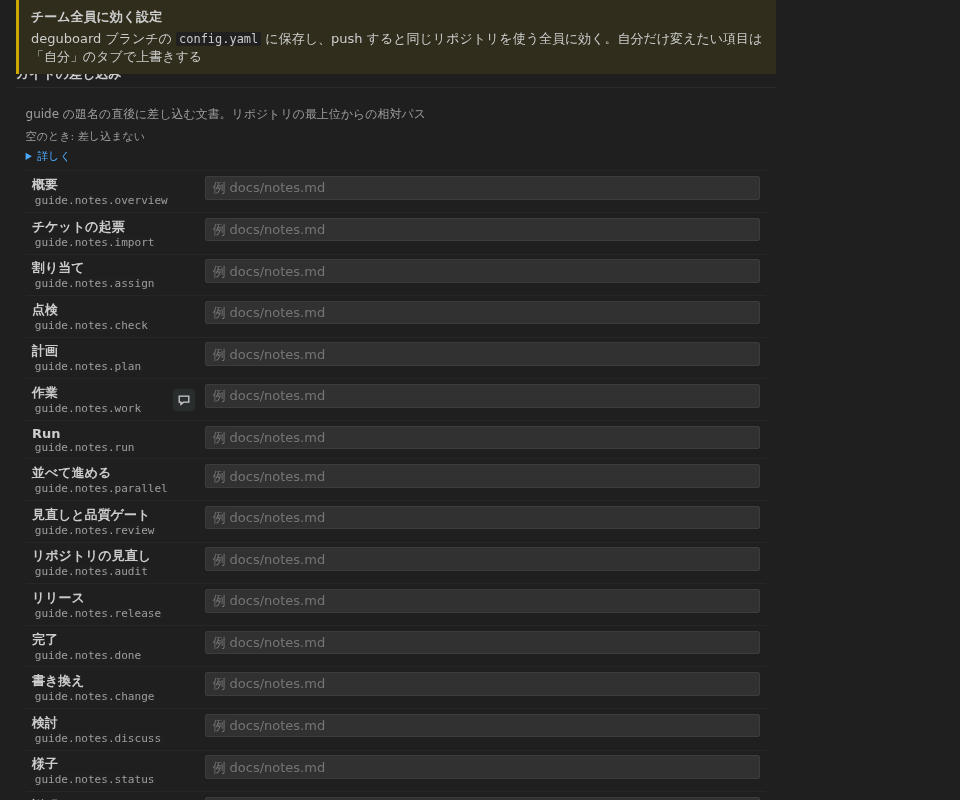 チーム全員に効く設定
deguboard ブランチの config.yaml に保存し、push すると同じリポジトリを使う全員に効く。自分だけ変えたい項目は
「自分」のタブで上書きする
ガイドの差し込み
guide の題名の直後に差し込む文書。リポジトリの最上位からの相対パス
空のとき: 差し込まない
詳しく
概要
例 docs/notes.md
guide.notes.overview
チケットの起票
例 docs/notes.md
guide.notes.import
割り当て
例 docs/notes.md
guide.notes.assign
点検
例 docs/notes.md
guide.notes.check
計画
例 docs/notes.md
guide.notes.plan
作業
例 docs/notes.md
guide.notes.work
Run
例 docs/notes.md
guide.notes.run
並べて進める
例 docs/notes.md
guide.notes.parallel
見直しと品質ゲート
例 docs/notes.md
guide.notes.review
リポジトリの見直し
例 docs/notes.md
guide.notes.audit
リリース
例 docs/notes.md
guide.notes.release
完了
例 docs/notes.md
guide.notes.done
書き換え
例 docs/notes.md
guide.notes.change
検討
例 docs/notes.md
guide.notes.discuss
様子
例 docs/notes.md
guide.notes.status